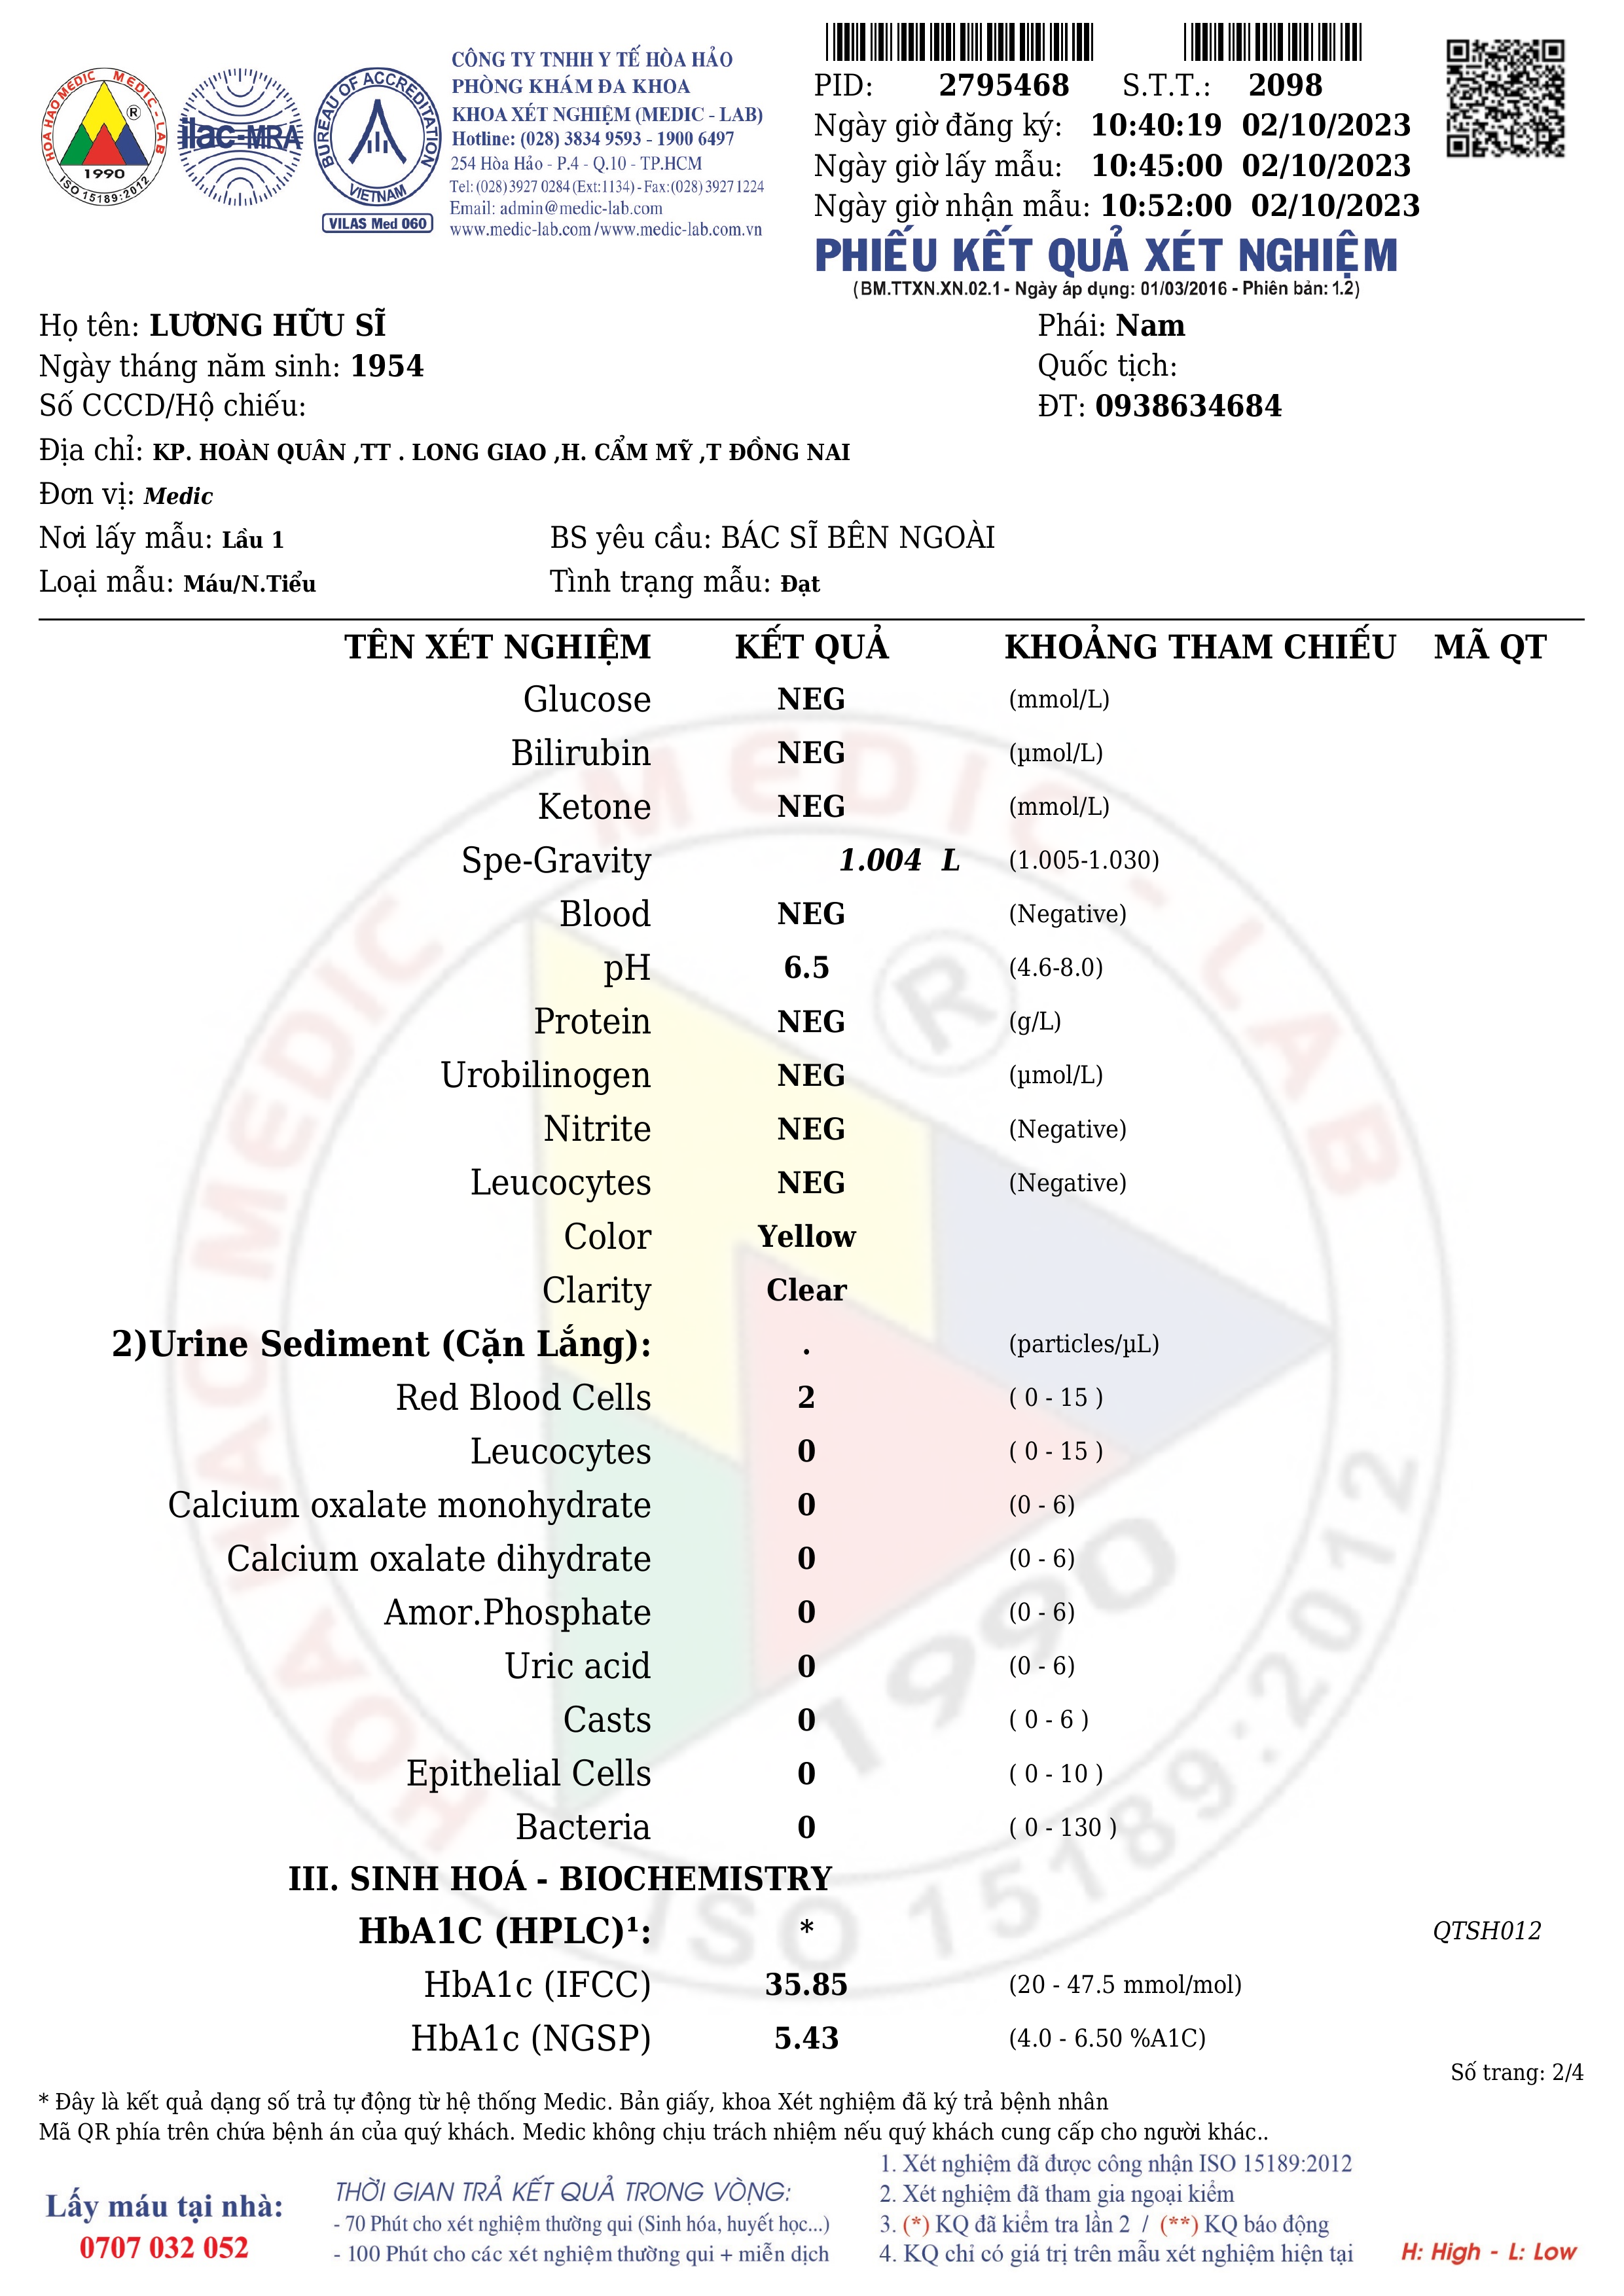 HOA HAO MEDIC MEDIC - LAB
®
1990
ISO 15189:2012
ilac-MRA
BUREAU OF ACCREDITATION
VIETNAM
VILAS Med 060
CÔNG TY TNHH Y TẾ HÒA HẢO
PHÒNG KHÁM ĐA KHOA
KHOA XÉT NGHIỆM (MEDIC - LAB)
Hotline: (028) 3834 9593 - 1900 6497
254 Hòa Hảo - P.4 - Q.10 - TP.HCM
Tel: (028) 3927 0284 (Ext:1134) - Fax: (028) 3927 1224
Email: admin@medic-lab.com
www.medic-lab.com /www.medic-lab.com.vn
PID: 2795468 S.T.T.: 2098
Ngày giờ đăng ký: 10:40:19 02/10/2023
Ngày giờ lấy mẫu: 10:45:00 02/10/2023
Ngày giờ nhận mẫu: 10:52:00 02/10/2023
PHIẾU KẾT QUẢ XÉT NGHIỆM
(BM.TTXN.XN.02.1 - Ngày áp dụng: 01/03/2016 - Phiên bản: 1.2)
Họ tên: LƯƠNG HỮU SĨ Phái: Nam
Ngày tháng năm sinh: 1954 Quốc tịch:
Số CCCD/Hộ chiếu: ĐT: 0938634684
Địa chỉ: KP. HOÀN QUÂN ,TT . LONG GIAO ,H. CẨM MỸ ,T ĐỒNG NAI
Đơn vị: Medic
Nơi lấy mẫu: Lầu 1 BS yêu cầu: BÁC SĨ BÊN NGOÀI
Loại mẫu: Máu/N.Tiểu Tình trạng mẫu: Đạt
TÊN XÉT NGHIỆM KẾT QUẢ KHOẢNG THAM CHIẾU MÃ QT
Glucose NEG (mmol/L)
Bilirubin NEG (µmol/L)
Ketone NEG (mmol/L)
Spe-Gravity 1.004 L (1.005-1.030)
Blood NEG (Negative)
pH 6.5 (4.6-8.0)
Protein NEG (g/L)
Urobilinogen NEG (µmol/L)
Nitrite NEG (Negative)
Leucocytes NEG (Negative)
Color Yellow
Clarity Clear
2)Urine Sediment (Cặn Lắng): . (particles/µL)
Red Blood Cells 2 ( 0 - 15 )
Leucocytes 0 ( 0 - 15 )
Calcium oxalate monohydrate 0 (0 - 6)
Calcium oxalate dihydrate 0 (0 - 6)
Amor.Phosphate 0 (0 - 6)
Uric acid 0 (0 - 6)
Casts 0 ( 0 - 6 )
Epithelial Cells 0 ( 0 - 10 )
Bacteria 0 ( 0 - 130 )
III. SINH HOÁ - BIOCHEMISTRY
HbA1C (HPLC)¹: * QTSH012
HbA1c (IFCC) 35.85 (20 - 47.5 mmol/mol)
HbA1c (NGSP) 5.43 (4.0 - 6.50 %A1C)
HOA HAO MEDIC MEDIC - LAB
®
1990
ISO 15189:2012
Số trang: 2/4
* Đây là kết quả dạng số trả tự động từ hệ thống Medic. Bản giấy, khoa Xét nghiệm đã ký trả bệnh nhân
Mã QR phía trên chứa bệnh án của quý khách. Medic không chịu trách nhiệm nếu quý khách cung cấp cho người khác..
Lấy máu tại nhà:
0707 032 052
THỜI GIAN TRẢ KẾT QUẢ TRONG VÒNG:
- 70 Phút cho xét nghiệm thường qui (Sinh hóa, huyết học...)
- 100 Phút cho các xét nghiệm thường qui + miễn dịch
1. Xét nghiệm đã được công nhận ISO 15189:2012
2. Xét nghiệm đã tham gia ngoại kiểm
3. (*) KQ đã kiểm tra lần 2 / (**) KQ báo động
4. KQ chỉ có giá trị trên mẫu xét nghiệm hiện tại
H: High - L: Low